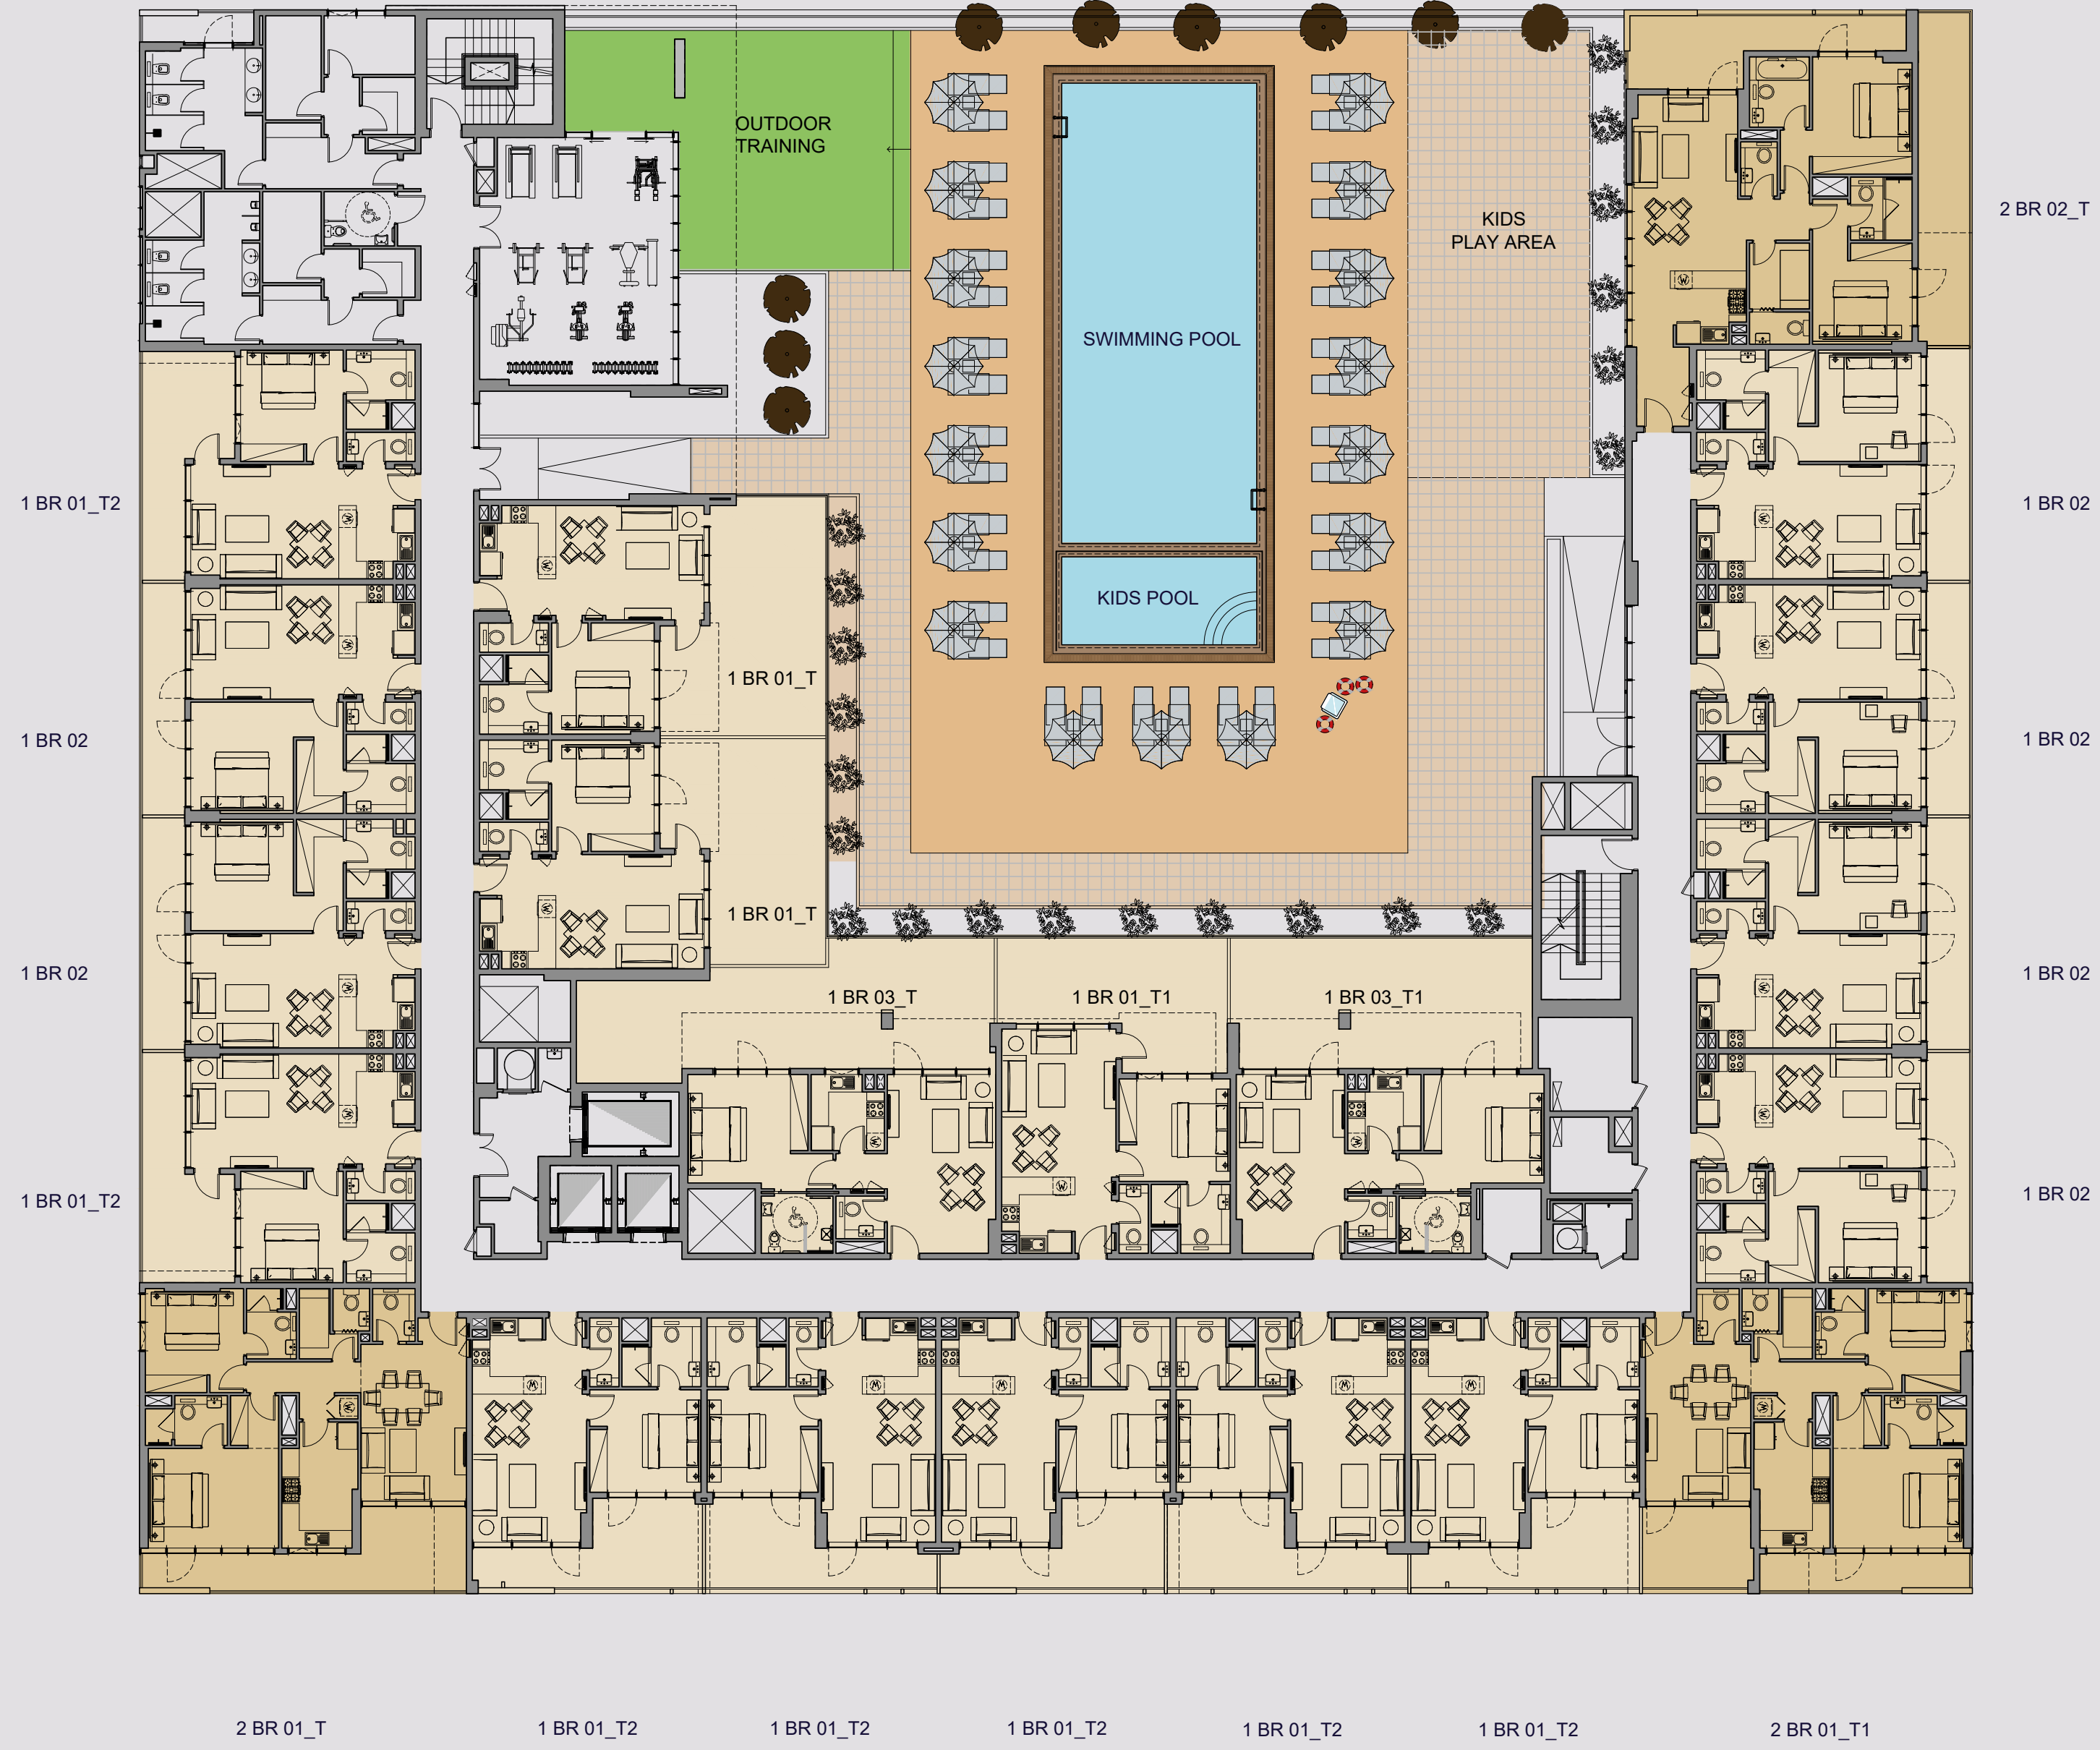 OUTDOOR
TRAINING
KIDS
PLAY AREA
2 BR 02_T
SWIMMING POOL
1 BR 01_T2
1 BR 02
KIDS POOL
1 BR 01_T
1 BR 02
1 BR 02
1 BR 01_T
1 BR 02
1 BR 02
1 BR 03_T
1 BR 01_T1
1 BR 03_T1
1 BR 01_T2
1 BR 02
2 BR 01_T
1 BR 01_T2
1 BR 01_T2
1 BR 01_T2
1 BR 01_T2
1 BR 01_T2
2 BR 01_T1